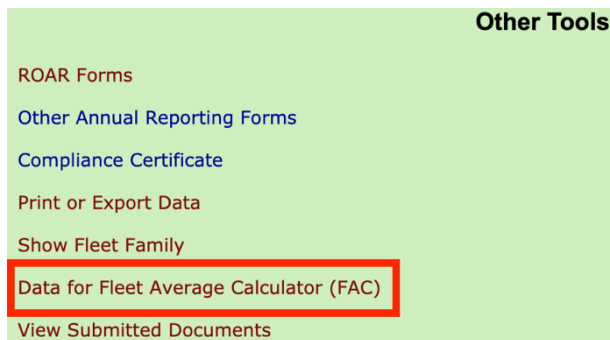 Other Tools
ROAR Forms
Other Annual Reporting Forms
Compliance Certificate
Print or Export Data
Show Fleet Family
Data for Fleet Average Calculator (FAC)
View Submitted Documents